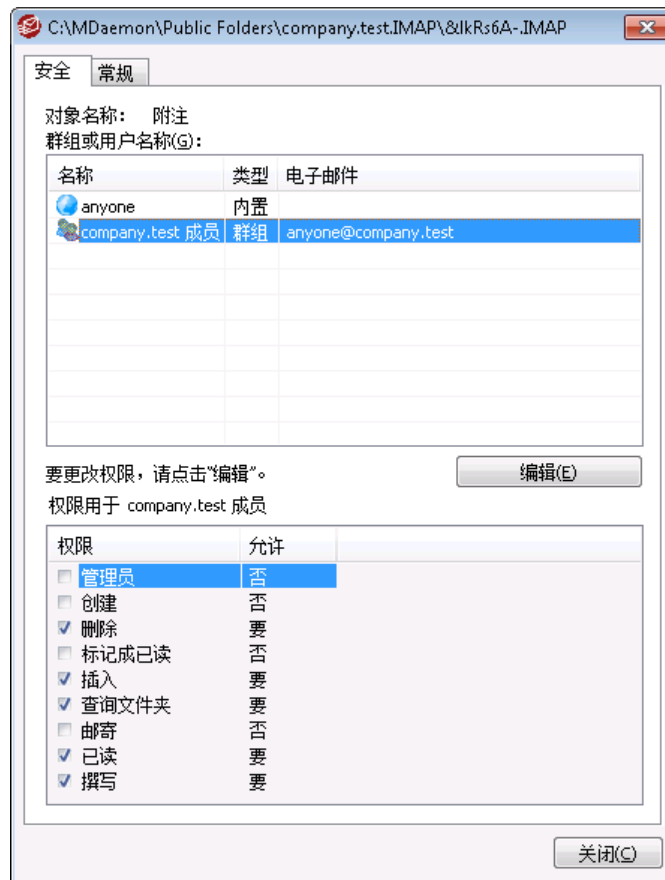 C:\MDaemon\Public Folders\company.test.IMAP\&lkRs6A-.IMAP
安全 常规
对象名称： 附注
群组或用户名称(G)：
名称 类型 电子邮件
anyone 内置
company.test 成员 群组 anyone@company.test
要更改权限，请点击“编辑”。 编辑(E)
权限用于 company.test 成员
权限 允许
管理员 否
创建 否
删除 要
标记成已读 否
插入 要
查询文件夹 要
邮寄 否
已读 要
撰写 要
关闭(C)